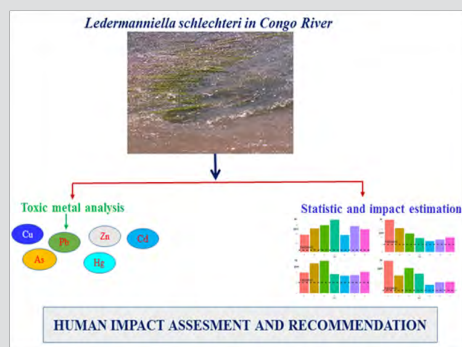 Ledermanniella schlechteri in Congo River
Toxic metal analysis
Statistic and impact estimation
Cu
Pb
Zn
Cd
As
Hg
HUMAN IMPACT ASSESMENT AND RECOMMENDATION